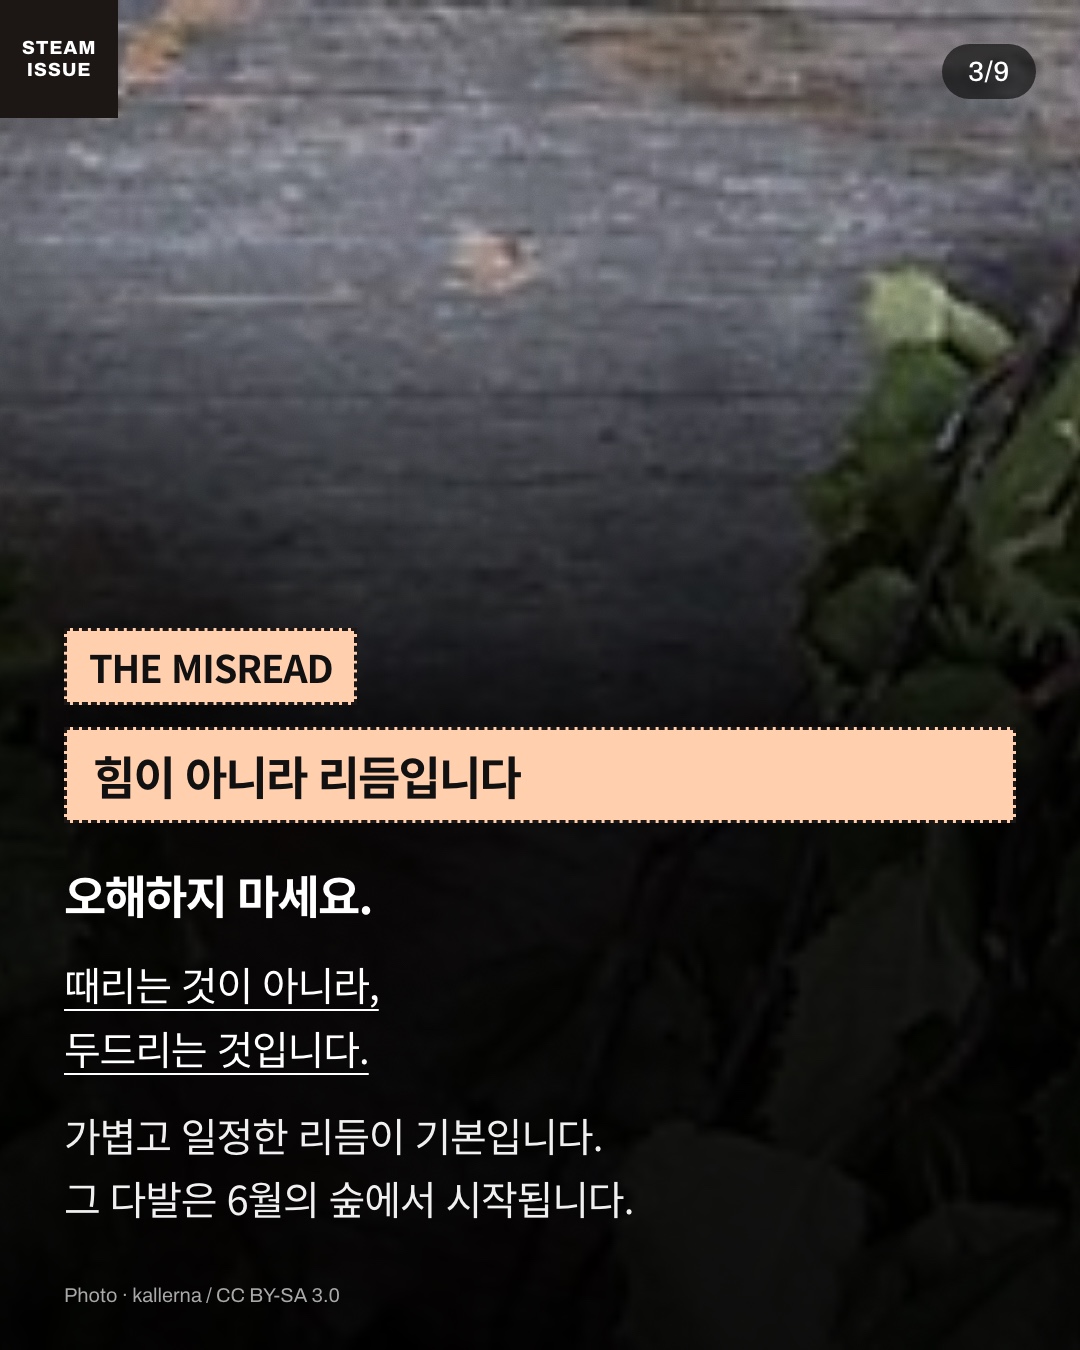 STEAM
ISSUE
3/9
THE MISREAD
힘이 아니라 리듬입니다
오해하지 마세요.
때리는 것이 아니라,
두드리는 것입니다.
가볍고 일정한 리듬이 기본입니다.
그 다발은 6월의 숲에서 시작됩니다.
Photo · kallerna / CC BY-SA 3.0